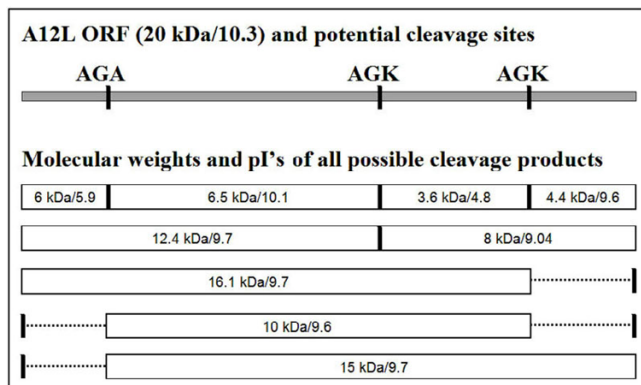 A12L ORF (20 kDa/10.3) and potential cleavage sites
AGA AGK AGK
Molecular weights and pI's of all possible cleavage products
6 kDa/5.9 6.5 kDa/10.1 3.6 kDa/4.8 4.4 kDa/9.6
12.4 kDa/9.7 8 kDa/9.04
16.1 kDa/9.7
10 kDa/9.6
15 kDa/9.7